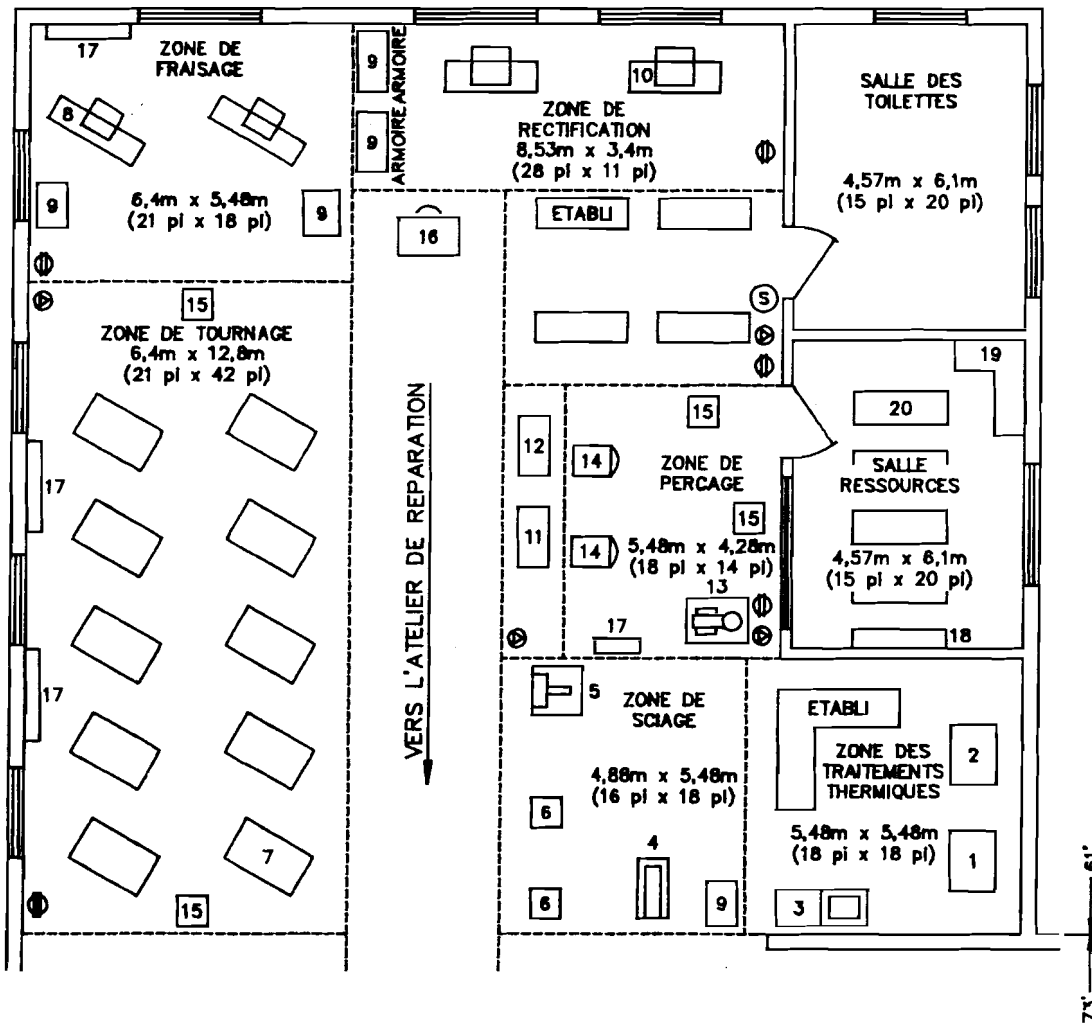 17
ZONE DE
FRAISAGE
8
6,4m x 5,48m
(21 pi x 18 pi)
9
9
9
ARMOIRE
9
ARMOIRE
10
ZONE DE
RECTIFICATION
8,53m x 3,4m
(28 pi x 11 pi)
SALLE DES
TOILETTES
4,57m x 6,1m
(15 pi x 20 pi)
16
ETABLI
S
15
ZONE DE TOURNAGE
6,4m x 12,8m
(21 pi x 42 pi)
17
17
7
15
VERS L'ATELIER DE REPARATION
12
11
14
14
15
ZONE DE
PERCAGE
15
5,48m x 4,28m
(18 pi x 14 pi)
13
17
19
20
SALLE
RESSOURCES
4,57m x 6,1m
(15 pi x 20 pi)
18
5
ZONE DE
SCIAGE
4,88m x 5,48m
(16 pi x 18 pi)
6
4
6
9
ETABLI
ZONE DES
TRAITEMENTS
THERMIQUES
2
5,48m x 5,48m
(18 pi x 18 pi)
1
3
61'